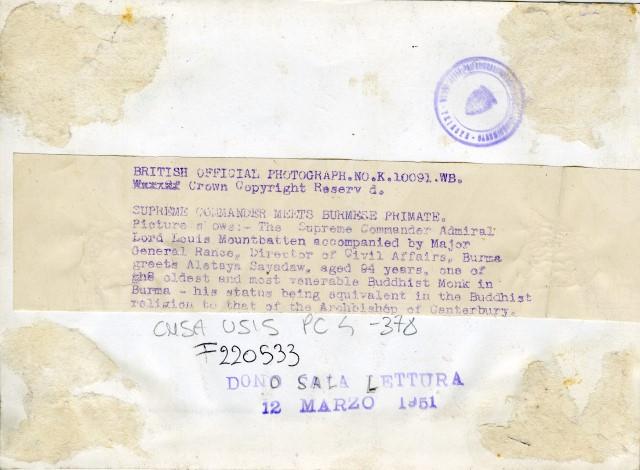 BRITISH OFFICIAL PHOTOGRAPH.NO.K.10091.WB.
Crown Copyright Reserv d.
SUPREME COMMANDER MEETS BURMESE PRIMATE.
Picture s ows:- The Supreme Commander Admiral
Lord Louis Mountbatten accompanied by Major
General Rance, Director of Civil Affairs, Burma
greets Aletaya Sayadaw, aged 94 years, one of
the oldest and most venerable Buddhist Monk in
Burma - his status being equivalent in the Buddhist
religion to that of the Archbishop of Canterbury.
CMSA USIS PC 5 -378
F220533
DONO SALA LETTURA
12 MARZO 1951